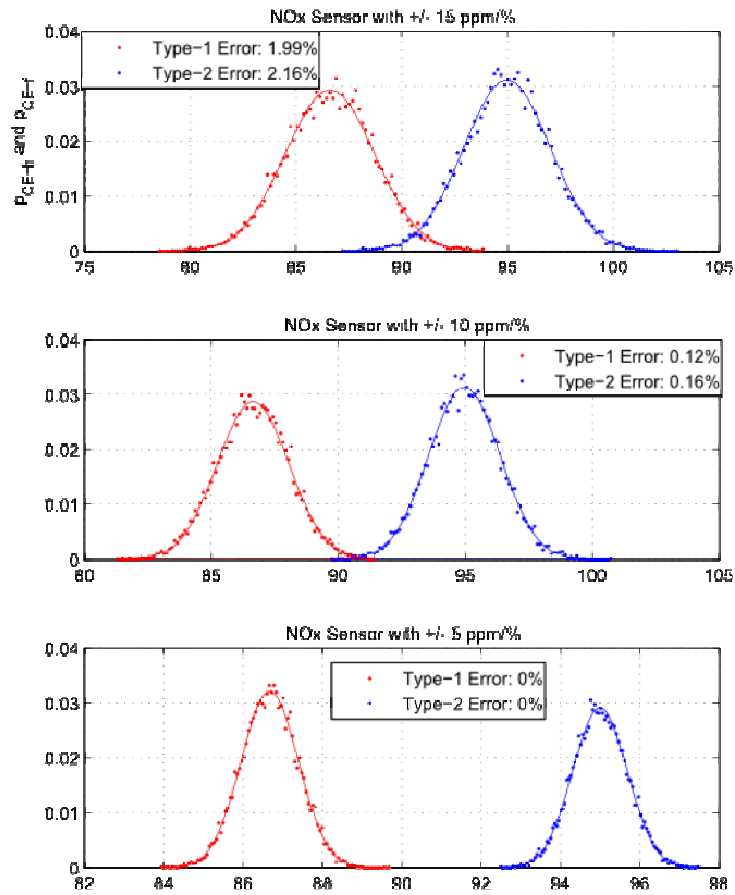 NOx Sensor with +/- 15 ppm/%
0.04
0.03
0.02
0.01
0
Type-1 Error: 1.99%
Type-2 Error: 2.16%
75 80 85 90 95 100 105
NOx Sensor with +/- 10 ppm/%
0.04
0.03
0.02
0.01
0
Type-1 Error: 0.12%
Type-2 Error: 0.16%
80 85 90 95 100 105
NOx Sensor with +/- 5 ppm/%
0.04
0.03
0.02
0.01
0
Type-1 Error: 0%
Type-2 Error: 0%
82 84 86 88 90 92 94 96 98